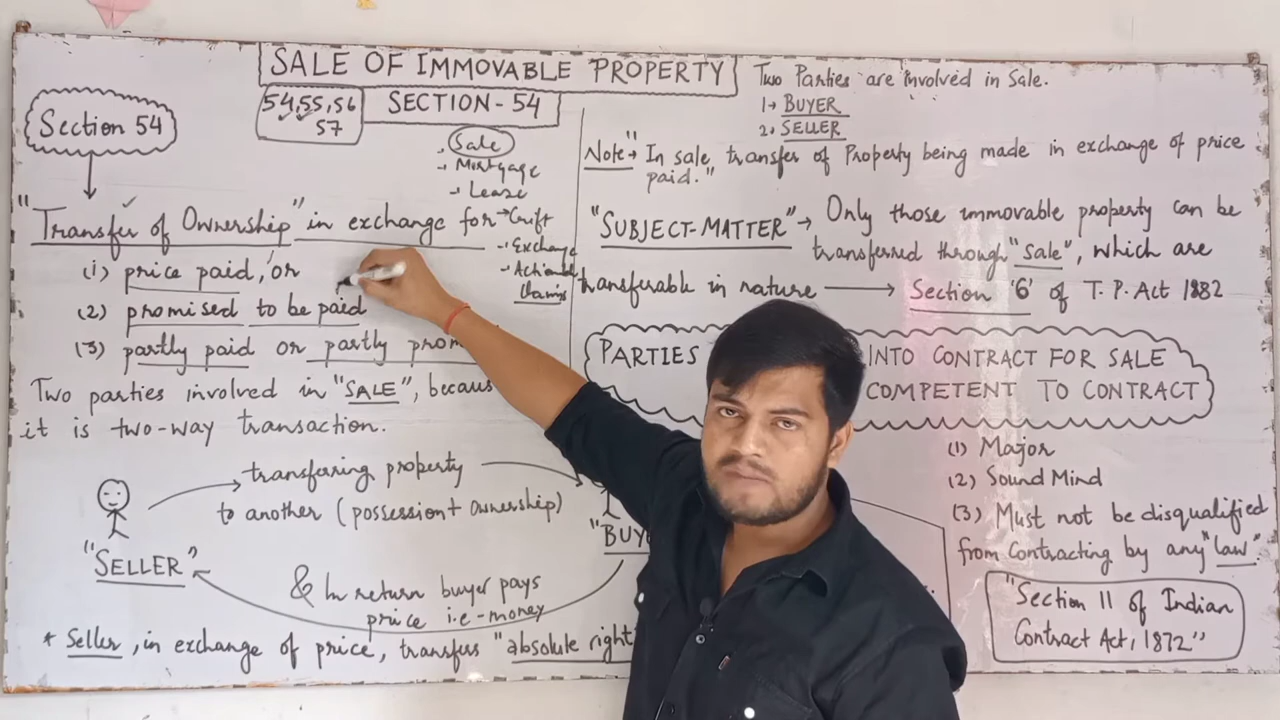 SALE OF IMMOVABLE PROPERTY
54,55,56
57
SECTION-54
Section 54
. Sale
- Mortgage
- Lease
→ Grift
→ Exchange
- Actionable
Claims
"Transfer of Ownership" in exchange for
(1) price paid, or
(2) promised to be paid
(3) partly paid or partly
Two parties involved in "SALE",
it is two-way transaction.
transfering property
to another (possession+ Ownership)
"SELLER"
& In return buyer pays
price i.e-money
* Seller, in exchange of price, transfers "absolute right
Two Parties are involved in Sale.
1→ BUYER
2. SELLER
Note→ "In sale, transfer of Property being made in exchange of price
paid."
"SUBJECT-MATTER" → Only those immovable property can be
transferred through "Sale", which are
transferable in nature → Section '6' of T. P. Act 1882
PARTIES INTO CONTRACT FOR SALE
COMPETENT TO CONTRACT
(1) Major
(2) Sound Mind
(3) Must not be disqualified
from contracting by any "law".
"Section 11 of Indian
Contract Act, 1872"